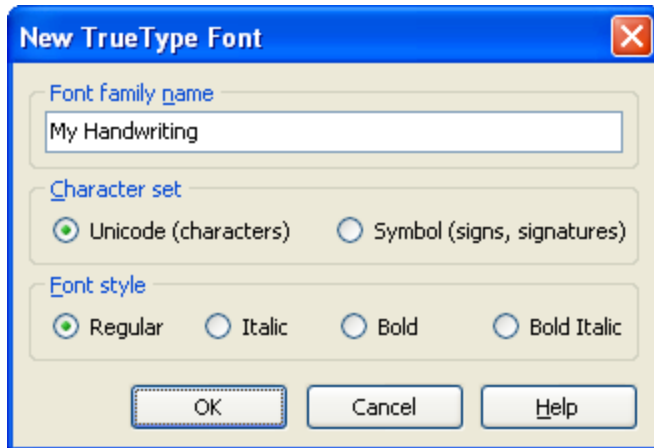 New TrueType Font
Font family name
My Handwriting
Character set
Unicode (characters) Symbol (signs, signatures)
Font style
Regular Italic Bold Bold Italic
OK Cancel Help